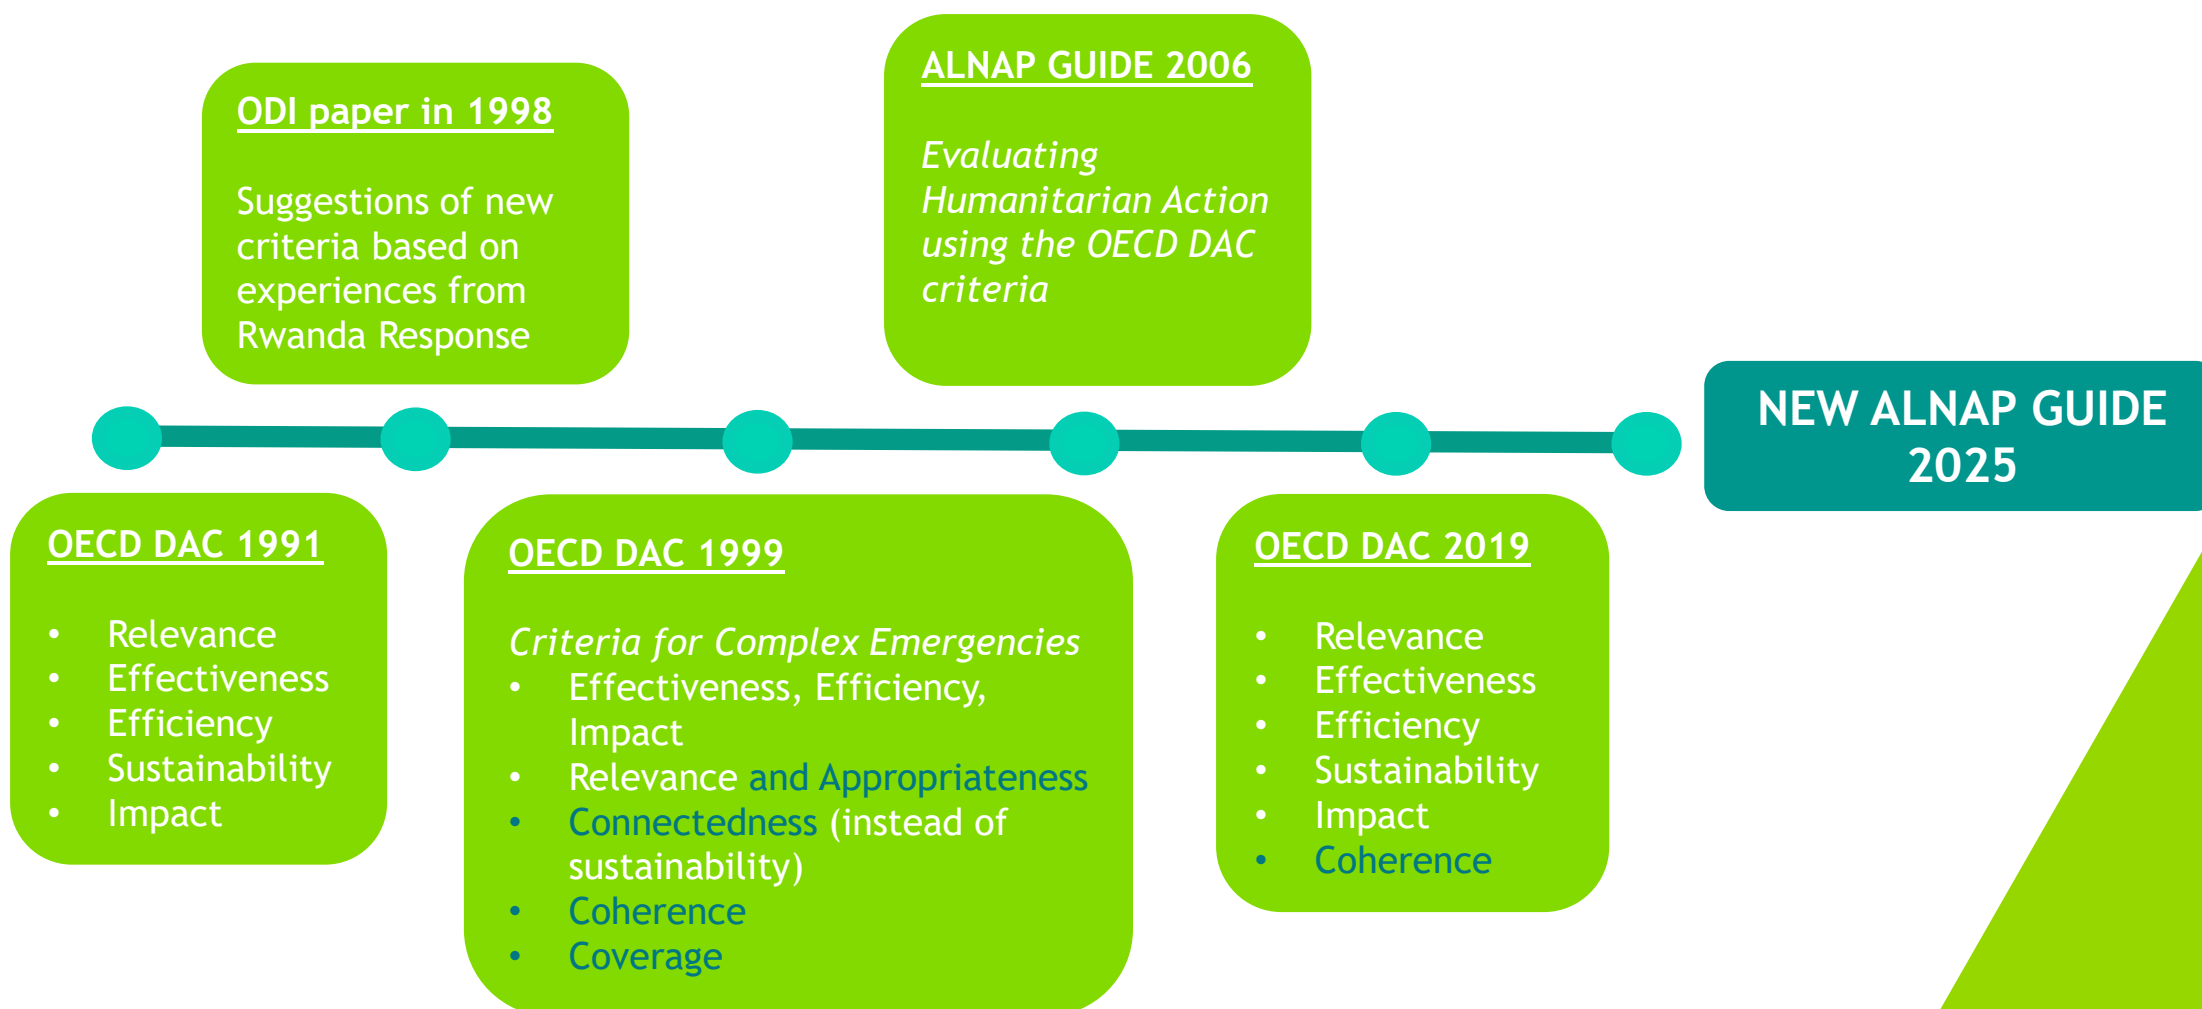 ODI paper in 1998
Suggestions of new
criteria based on
experiences from
Rwanda Response
ALNAP GUIDE 2006
Evaluating
Humanitarian Action
using the OECD DAC
criteria
NEW ALNAP GUIDE
2025
OECD DAC 1991
• Relevance
• Effectiveness
• Efficiency
• Sustainability
• Impact
OECD DAC 1999
Criteria for Complex Emergencies
• Effectiveness, Efficiency,
Impact
• Relevance and Appropriateness
• Connectedness (instead of
sustainability)
• Coherence
• Coverage
OECD DAC 2019
• Relevance
• Effectiveness
• Efficiency
• Sustainability
• Impact
• Coherence